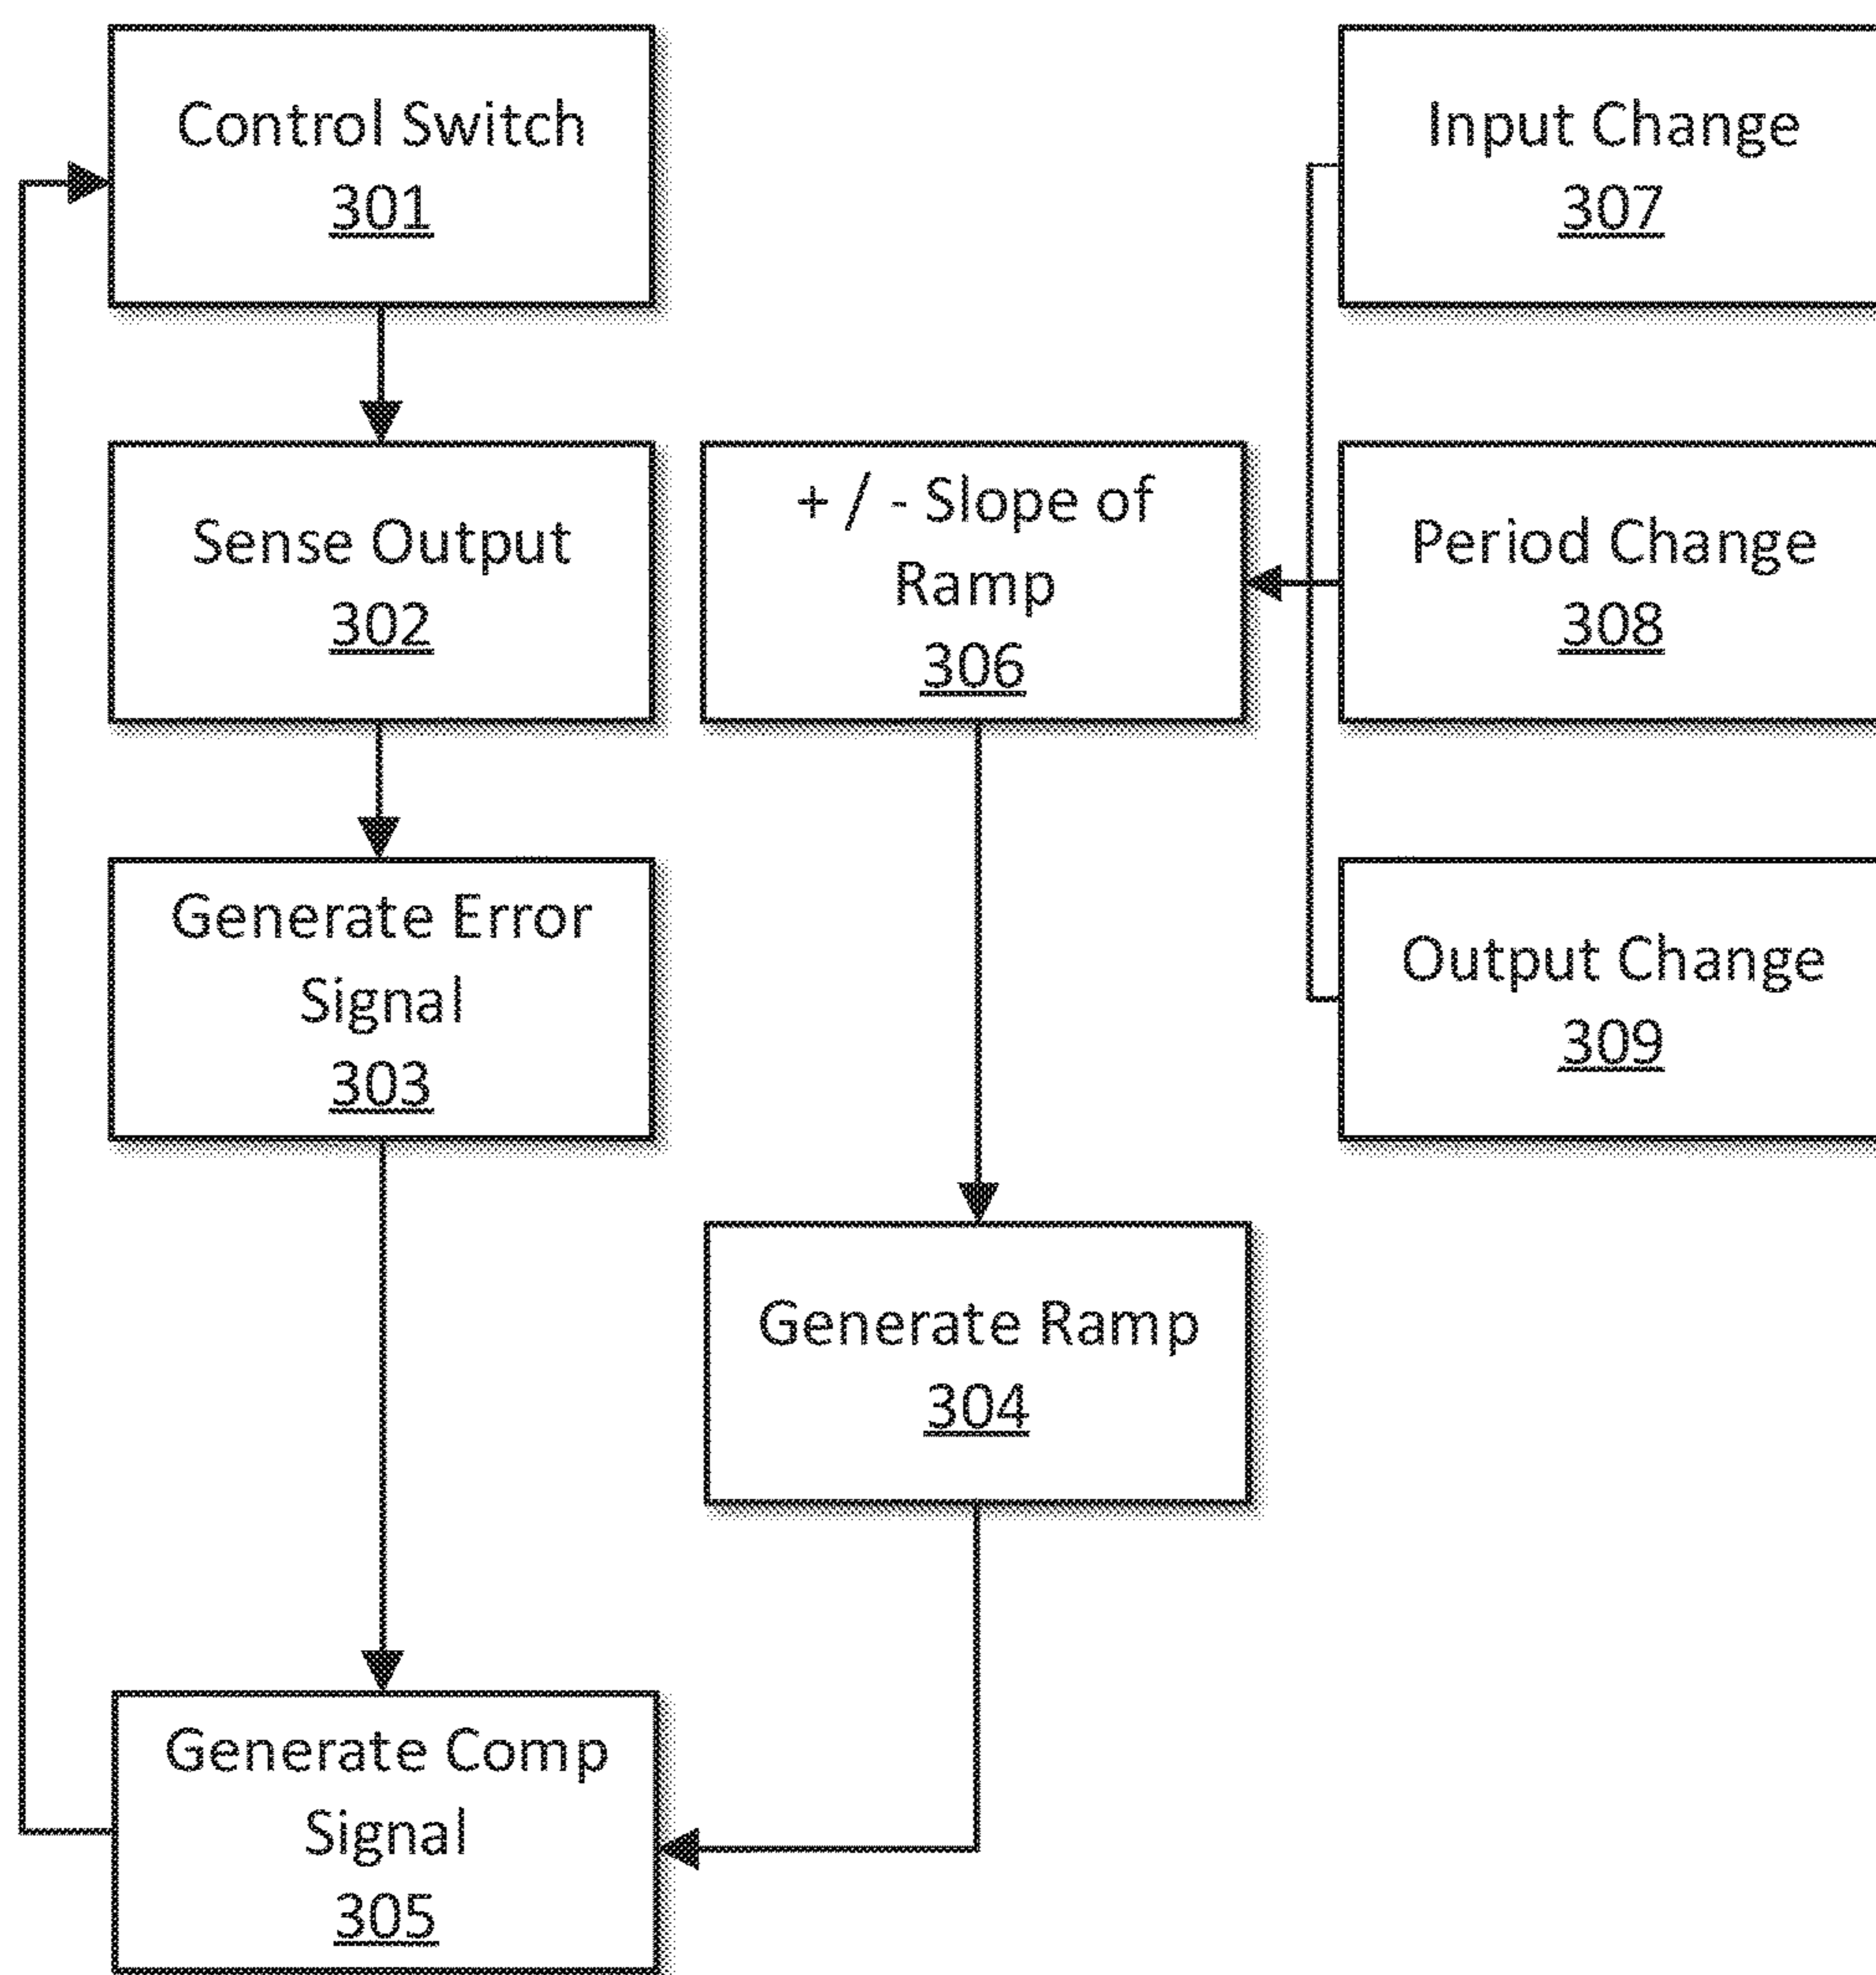 Control Switch
301
Input Change
307
Sense Output
302
+ / - Slope of
Ramp
306
Period Change
308
Generate Error
Signal
303
Output Change
309
Generate Ramp
304
Generate Comp
Signal
305